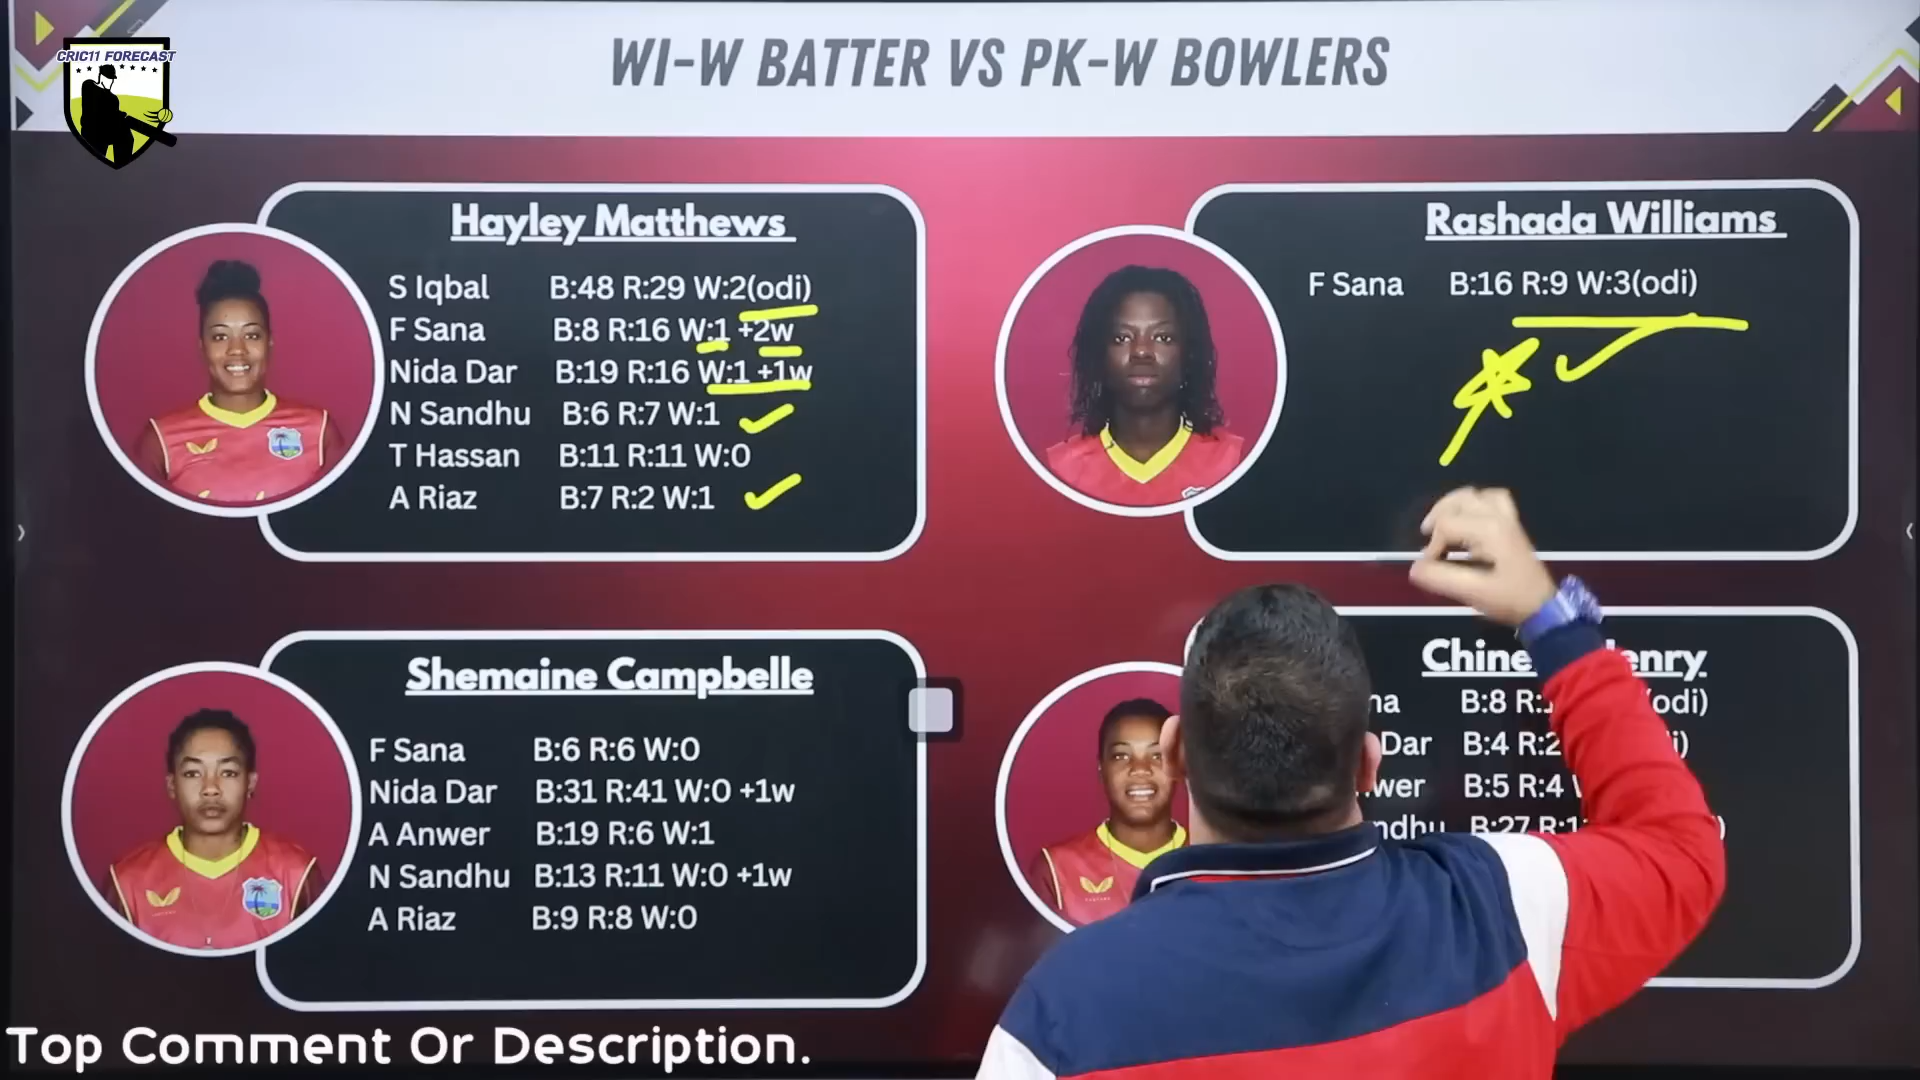 CRIC11 FORECAST
WI-W BATTER VS PK-W BOWLERS
Hayley Matthews
S Iqbal B:48 R:29 W:2(odi)
F Sana B:8 R:16 W:1 +2w
Nida Dar B:19 R:16 W:1 +1w
N Sandhu B:6 R:7 W:1
T Hassan B:11 R:11 W:0
A Riaz B:7 R:2 W:1
Rashada Williams
F Sana B:16 R:9 W:3(odi)
Shemaine Campbelle
F Sana B:6 R:6 W:0
Nida Dar B:31 R:41 W:0 +1w
A Anwer B:19 R:6 W:1
N Sandhu B:13 R:11 W:0 +1w
A Riaz B:9 R:8 W:0
B:8 (odi)
Dar B:4
B:5 R:4
B:27
Top Comment Or Description.